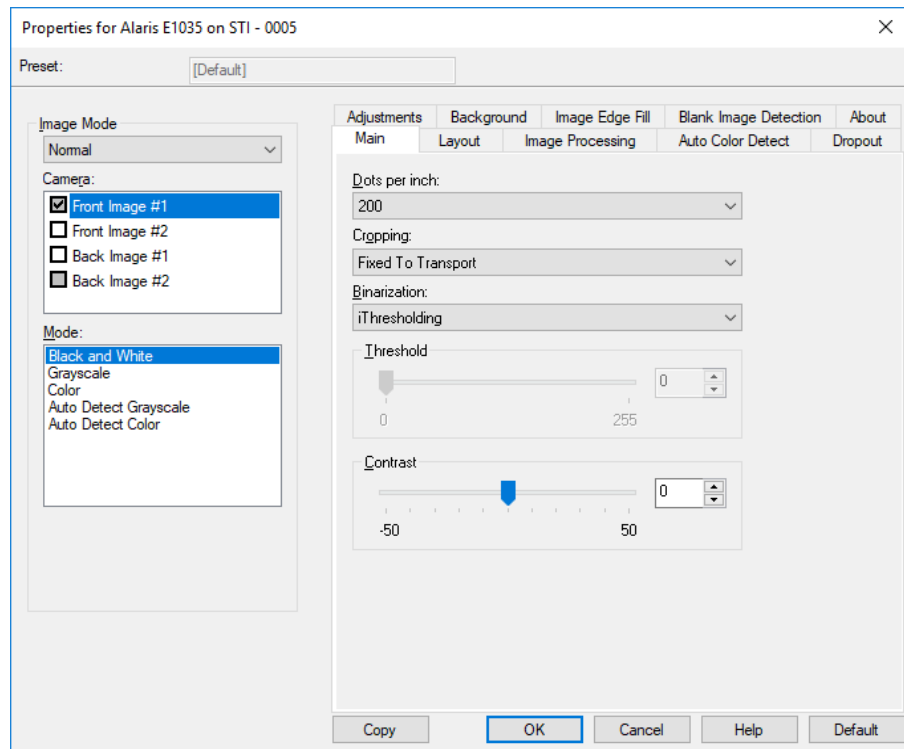 Properties for Alaris E1035 on STI - 0005
Preset:
[Default]
Image Mode
Normal
Camera:
Front Image #1
Front Image #2
Back Image #1
Back Image #2
Mode:
Black and White
Grayscale
Color
Auto Detect Grayscale
Auto Detect Color
Adjustments Background Image Edge Fill Blank Image Detection About
Main Layout Image Processing Auto Color Detect Dropout
Dots per inch:
200
Cropping:
Fixed To Transport
Binarization:
iThresholding
Threshold
0
0 255
Contrast
0
-50 50
Copy OK Cancel Help Default